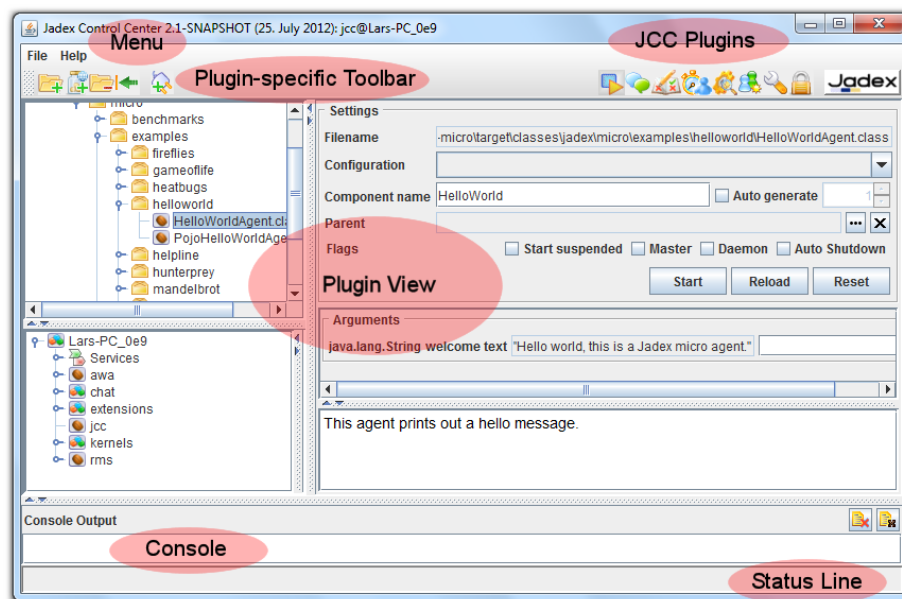 Jadex Control Center 2.1-SNAPSHOT (25. July 2012): jcc@Lars-PC_0e9
Menu
JCC Plugins
File Help
Plugin-specific Toolbar
Jadex
micro
benchmarks
examples
fireflies
gameoflife
heatbugs
helloworld
HelloWorldAgent.cl
PojoHelloWorldAge
helpline
hunterprey
mandelbrot
Settings
Filename -micro\target\classes\jadex\micro\examples\helloworld\HelloWorldAgent.class
Configuration
Component name HelloWorld Auto generate 1
Parent ...
Flags Start suspended Master Daemon Auto Shutdown
Plugin View
Start Reload Reset
Arguments
java.lang.String welcome text "Hello world, this is a Jadex micro agent."
This agent prints out a hello message.
Lars-PC_0e9
Services
awa
chat
extensions
jcc
kernels
rms
Console Output
Console
Status Line